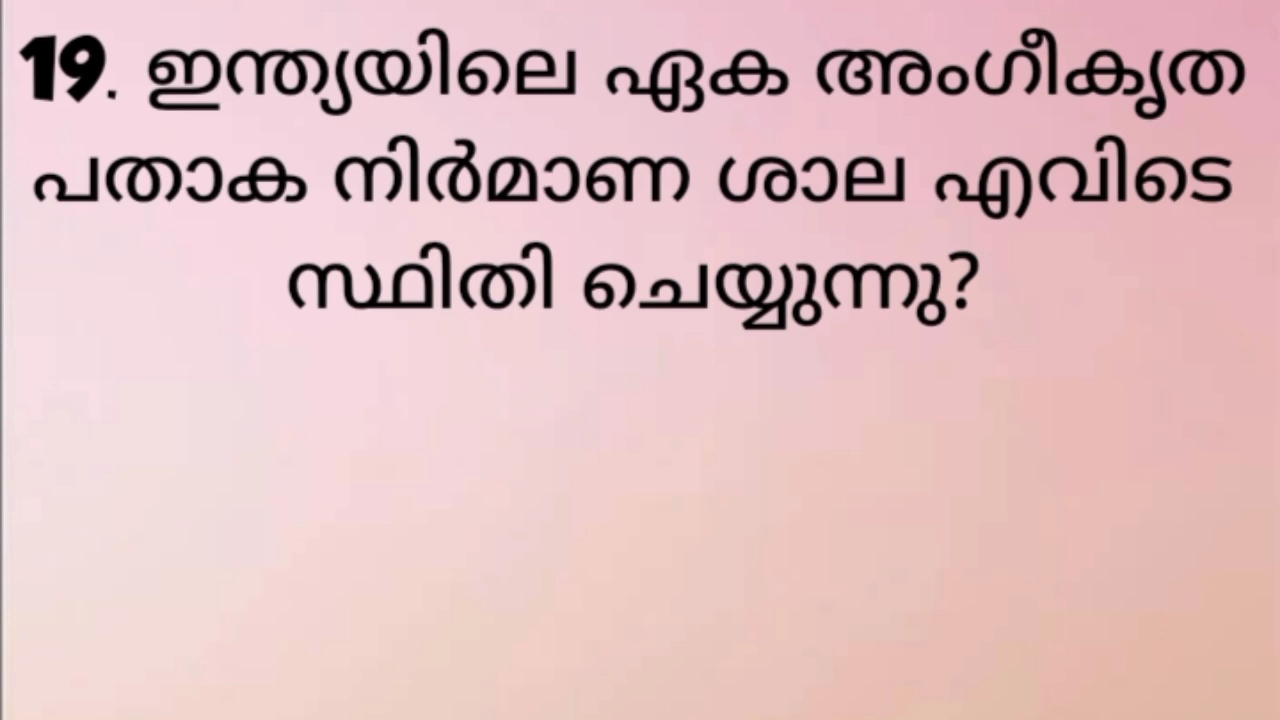 19. ഇന്ത്യയിലെ ഏക അംഗീകൃത
പതാക നിർമാണ ശാല എവിടെ
സ്ഥിതി ചെയ്യുന്നു?